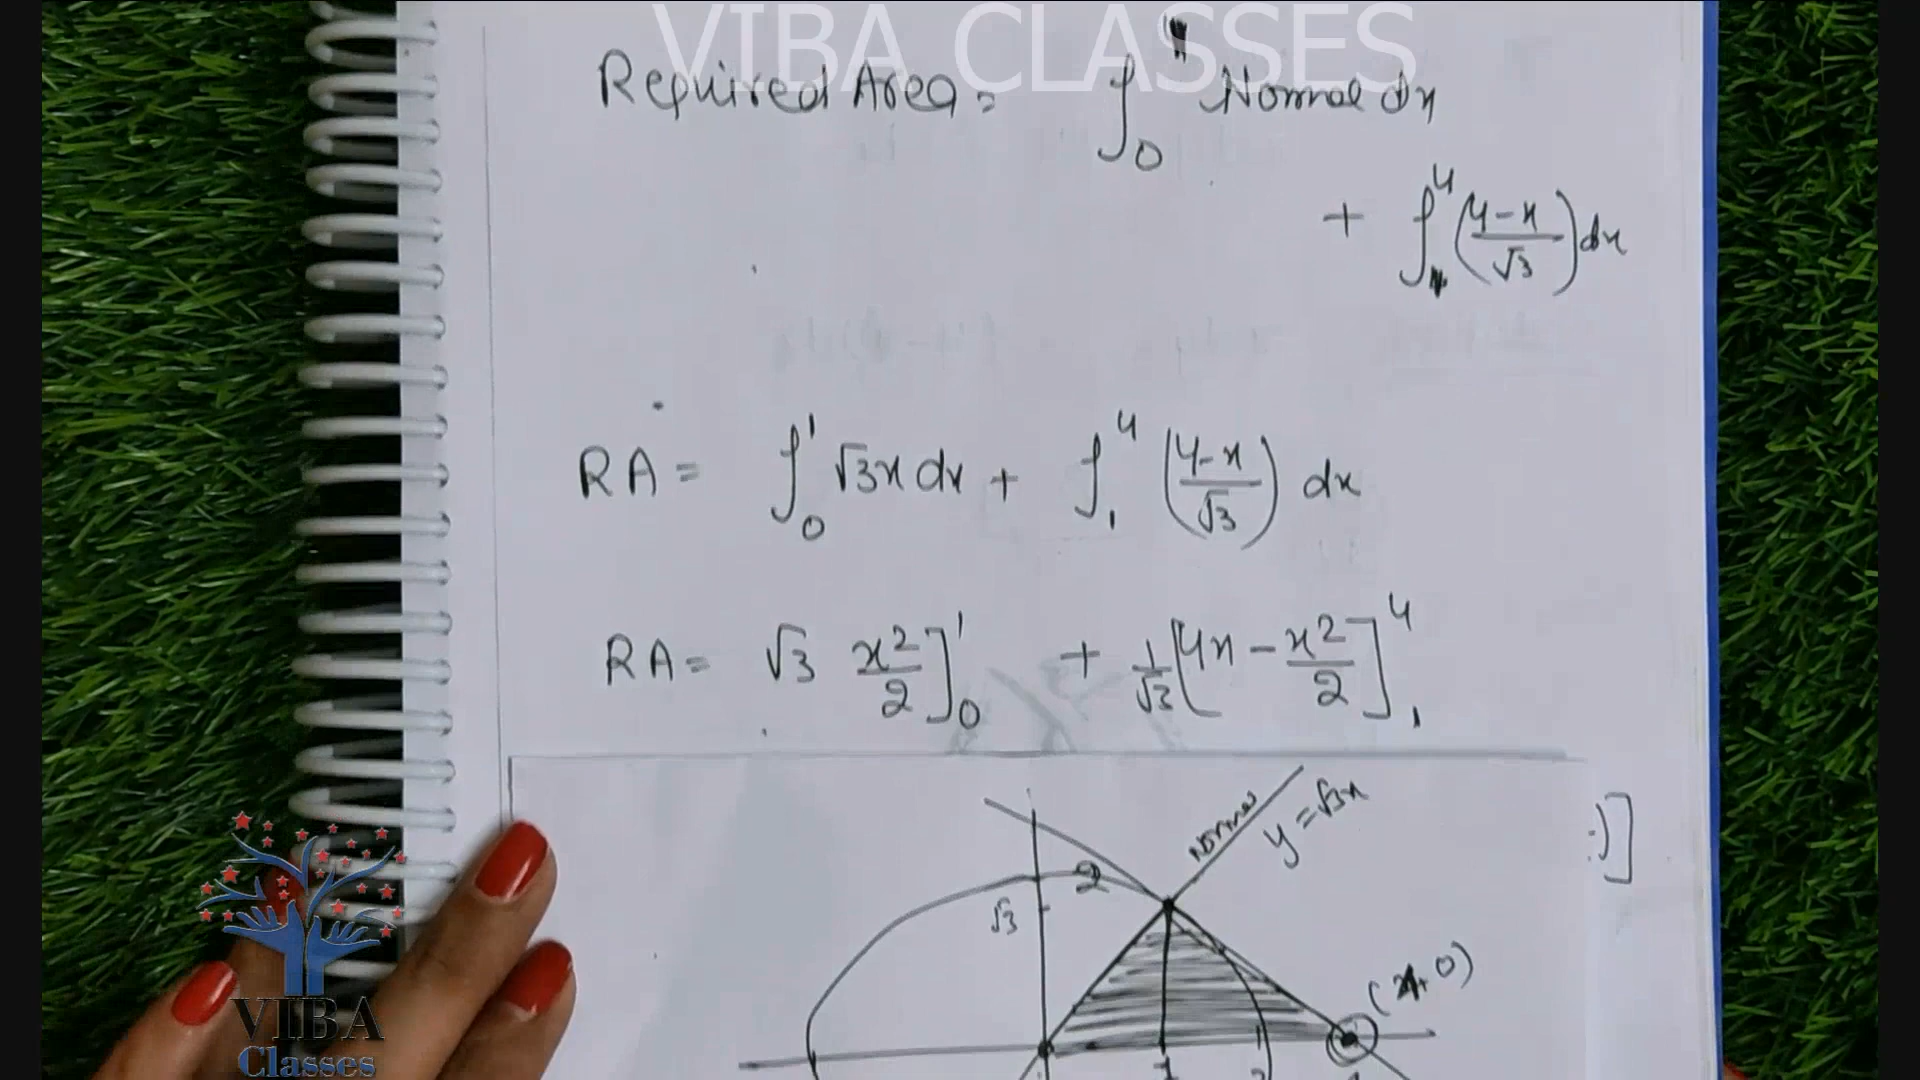 VIBA CLASSES
Required Area = ∫₀¹ Normal dx
+ ∫₁⁴ (4-x/√3) dx
RA = ∫₀¹ √3x dx + ∫₁⁴ (4-x/√3) dx
RA = √3 x²/2]₀¹ + 1/√3 [4x - x²/2]₁⁴
Normal
y = √3x
2
√3
( 4, 0)
1
2
VIBA
Classes